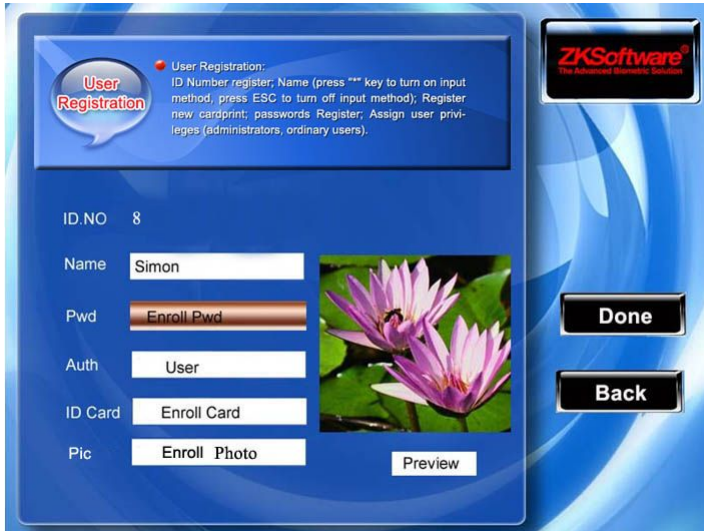 User
Registration
User Registration:
ID Number register; Name (press "*" key to turn on input
method, press ESC to turn off input method); Register
new cardprint; passwords Register; Assign user privi-
leges (administrators, ordinary users).
ZKSoftware®
The Advanced Biometric Solution
ID.NO 8
Name Simon
Pwd Enroll Pwd
Auth User
ID Card Enroll Card
Pic Enroll Photo
Preview
Done
Back